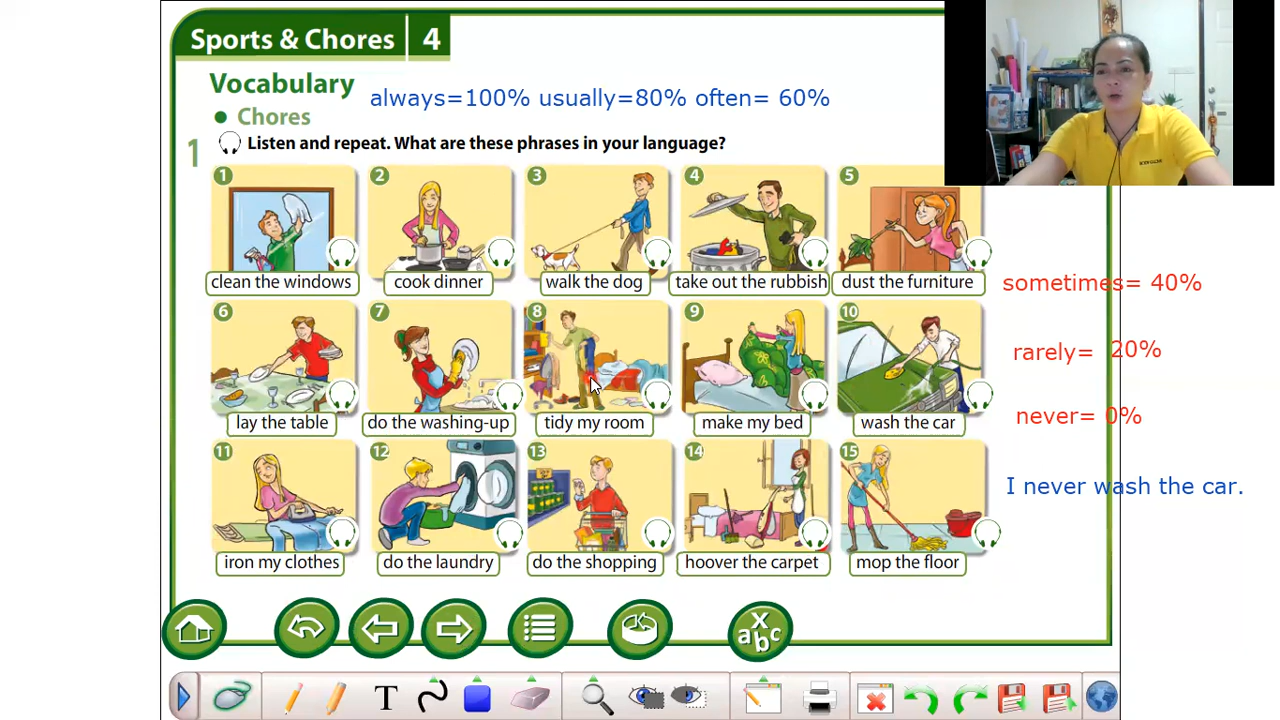 Sports & Chores 4
Vocabulary
always=100% usually=80% often= 60%
• Chores
1 Listen and repeat. What are these phrases in your language?
1 2 3 4 5
clean the windows cook dinner walk the dog take out the rubbish dust the furniture
sometimes= 40%
6 7 8 9 10
rarely= 20%
lay the table do the washing-up tidy my room make my bed wash the car
never= 0%
11 12 13 14 15
I never wash the car.
iron my clothes do the laundry do the shopping hoover the carpet mop the floor
X
abc
T